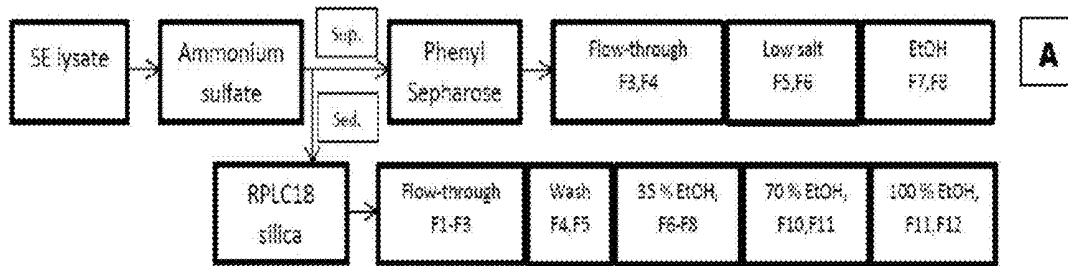 SE lysate
Ammonium
sulfate
Sup.
Sed.
Phenyl
Sepharose
Flow-through
F3,F4
Low salt
F5,F6
EtOH
F7,F8
A
RPLC18
silica
Flow-through
F1-F3
Wash
F4,F5
35 % EtOH,
F6-F8
70 % EtOH,
F10,F11
100 % EtOH,
F11,F12